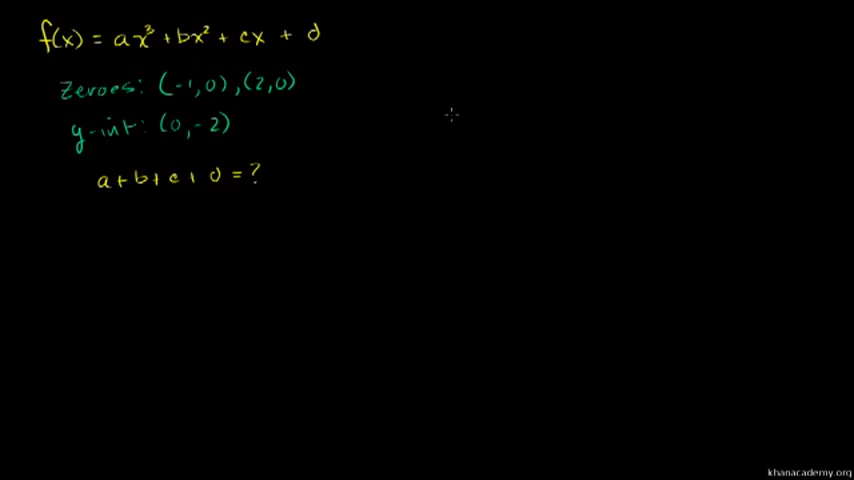 f(x) = ax³ + bx² + cx + d
zeroes: (-1,0), (2,0)
y-int: (0,-2)
a + b + c + d = ?
khanacademy.org